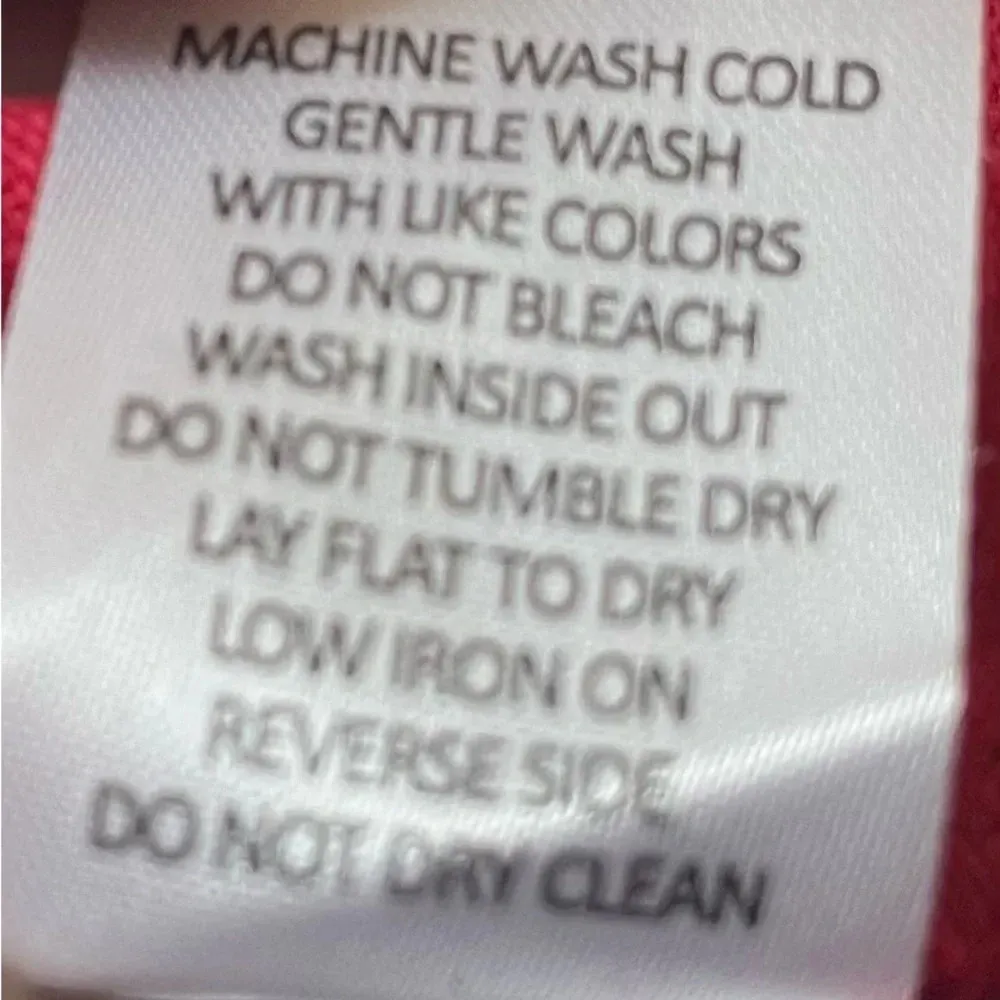 MACHINE WASH COLD
GENTLE WASH
WITH LIKE COLORS
DO NOT BLEACH
WASH INSIDE OUT
DO NOT TUMBLE DRY
LAY FLAT TO DRY
LOW IRON ON
REVERSE SIDE
DO NOT DRY CLEAN